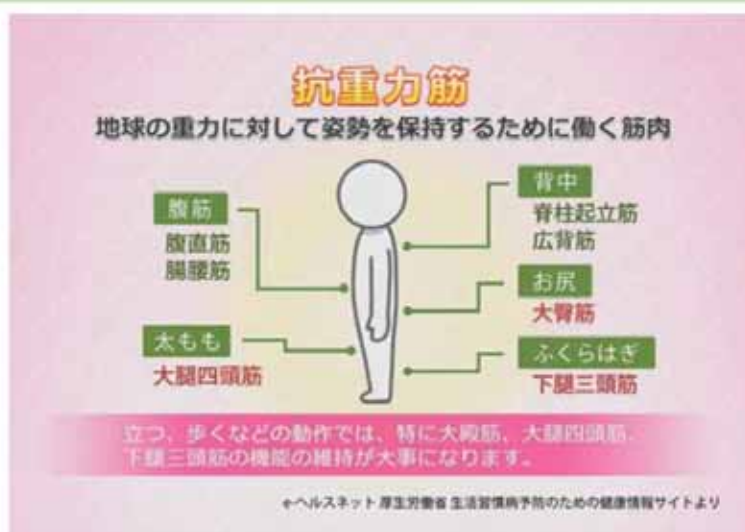 抗重力筋
地球の重力に対して姿勢を保持するために働く筋肉
腹筋
腹直筋
腸腰筋
太もも
大腿四頭筋
背中
脊柱起立筋
広背筋
お尻
大臀筋
ふくらはぎ
下腿三頭筋
立つ、歩くなどの動作では、特に大殿筋、大腿四頭筋、
下腿三頭筋の機能の維持が大事になります。
e-ヘルスネット 厚生労働省 生活習慣病予防のための健康情報サイトより